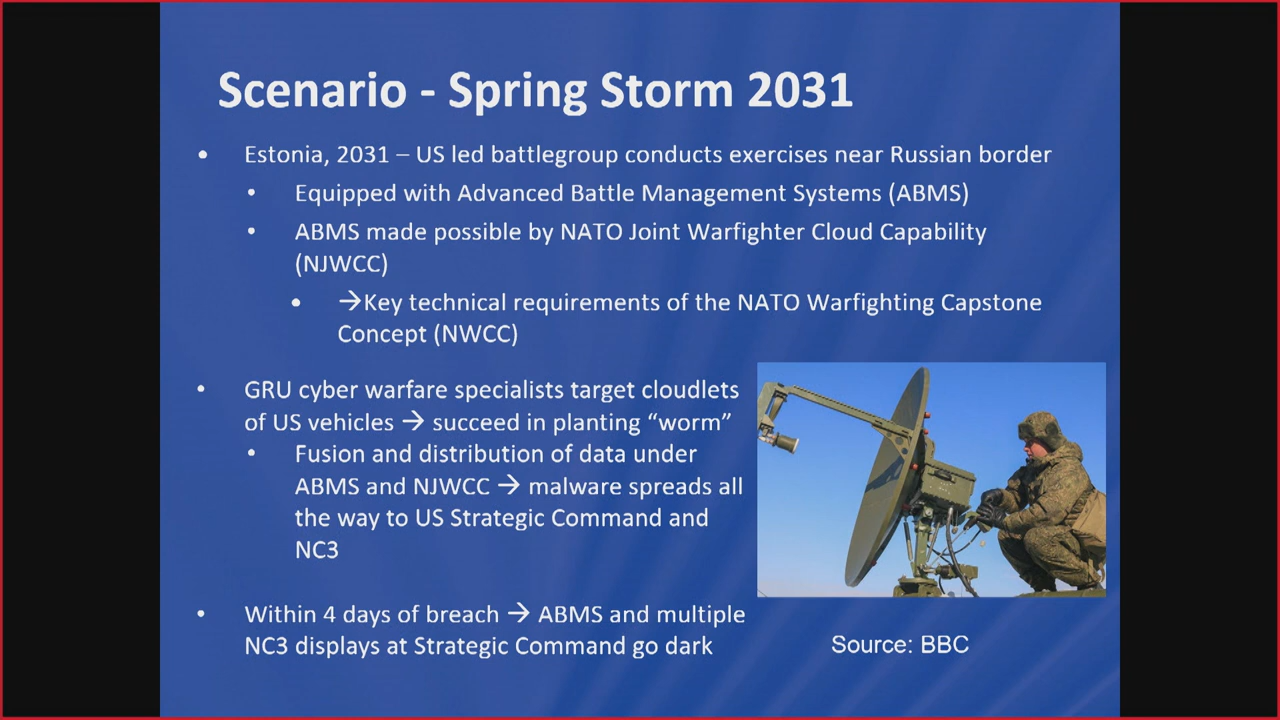 Scenario - Spring Storm 2031
• Estonia, 2031 – US led battlegroup conducts exercises near Russian border
• Equipped with Advanced Battle Management Systems (ABMS)
• ABMS made possible by NATO Joint Warfighter Cloud Capability
(NJWCC)
• →Key technical requirements of the NATO Warfighting Capstone
Concept (NWCC)
• GRU cyber warfare specialists target cloudlets
of US vehicles → succeed in planting “worm”
• Fusion and distribution of data under
ABMS and NJWCC → malware spreads all
the way to US Strategic Command and
NC3
• Within 4 days of breach → ABMS and multiple
NC3 displays at Strategic Command go dark
Source: BBC